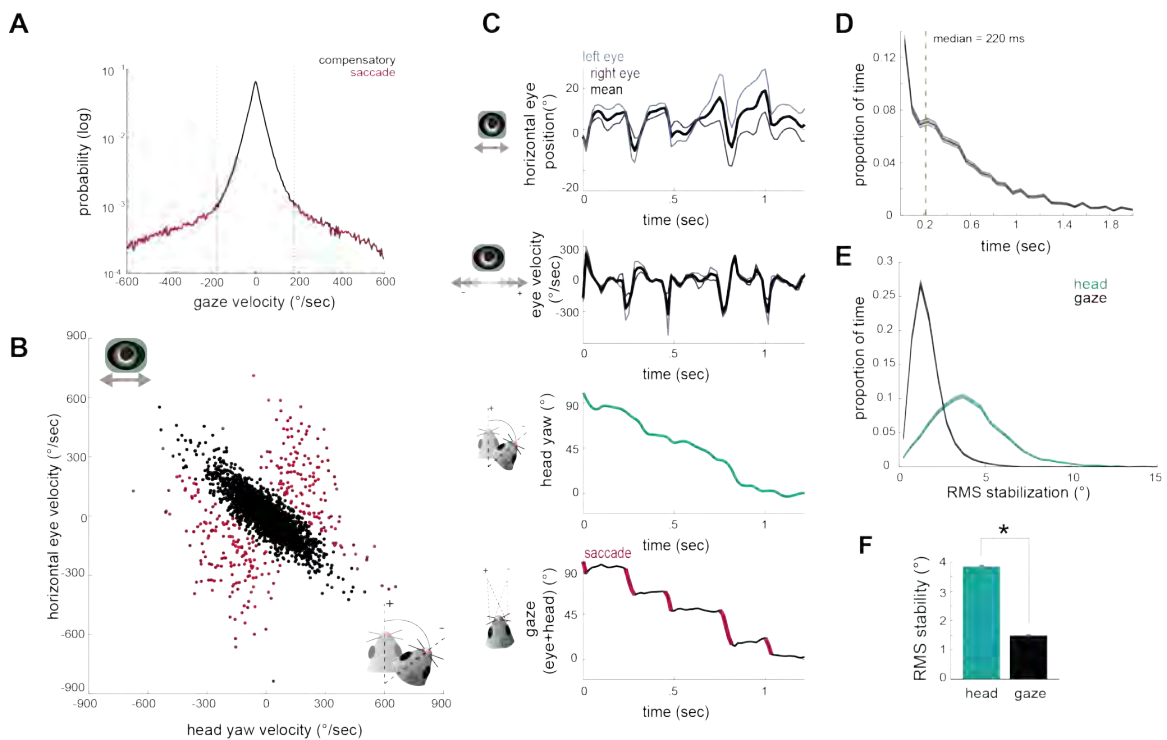 A
compensatory
saccade
10-1
10-2
10-3
10-4
probability (log)
-600 -400 -200 0 200 400 600
gaze velocity (°/sec)
B
900
600
300
0
-300
-600
-900
horizontal eye velocity (°/sec)
-900 -600 -300 0 300 600 900
head yaw velocity (°/sec)
+
-
C
left eye
right eye
mean
20
0
-20
horizontal eye
position(°)
0 .5 1
time (sec)
300
0
-300
eye velocity
(°/sec)
- +
0 .5 1
time (sec)
90
45
0
head yaw (°)
+
-
0 .5 1
time (sec)
saccade
90
45
0
gaze
(eye+head) (°)
+ -
0 .5 1
time (sec)
D
median = 220 ms
0.12
0.08
0.04
0
proportion of time
0.2 0.6 1 1.4 1.8
time (sec)
E
head
gaze
0.3
0.25
0.2
0.15
0.1
0.05
0
proportion of time
0 5 10 15
RMS stabilization (°)
F
*
4
3
2
1
0
RMS stability (°)
head gaze